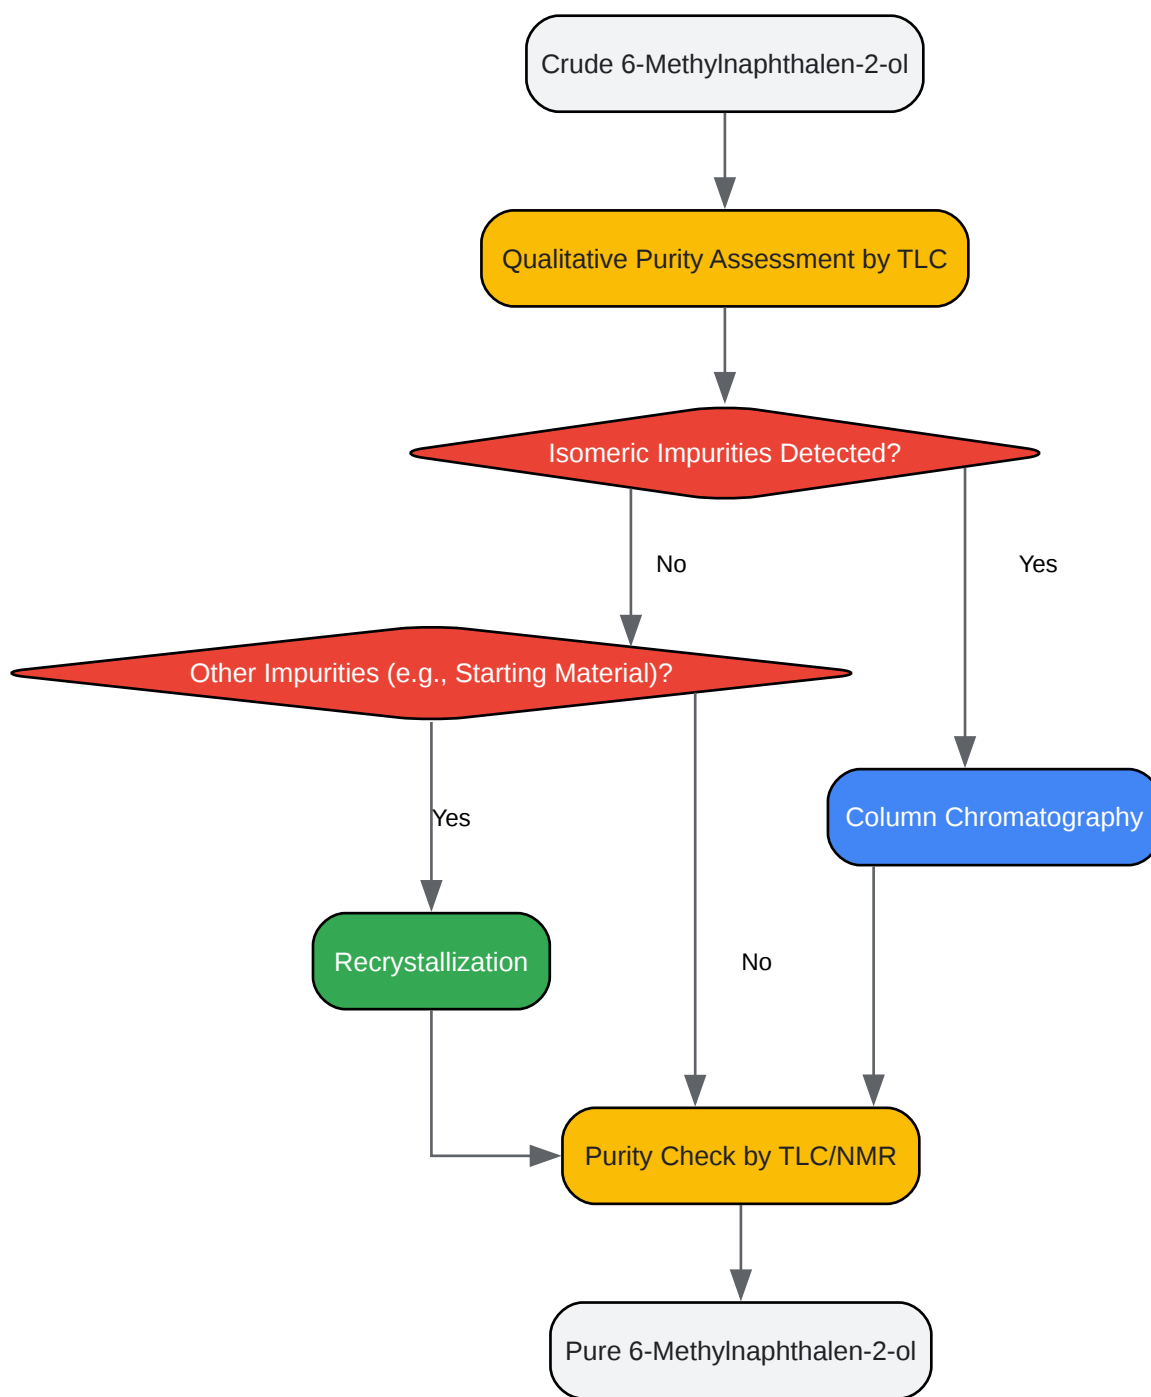 Crude 6-Methylnaphthalen-2-ol
Qualitative Purity Assessment by TLC
Isomeric Impurities Detected?
No
Yes
Other Impurities (e.g., Starting Material)?
Yes
Column Chromatography
Recrystallization
No
Purity Check by TLC/NMR
Pure 6-Methylnaphthalen-2-ol